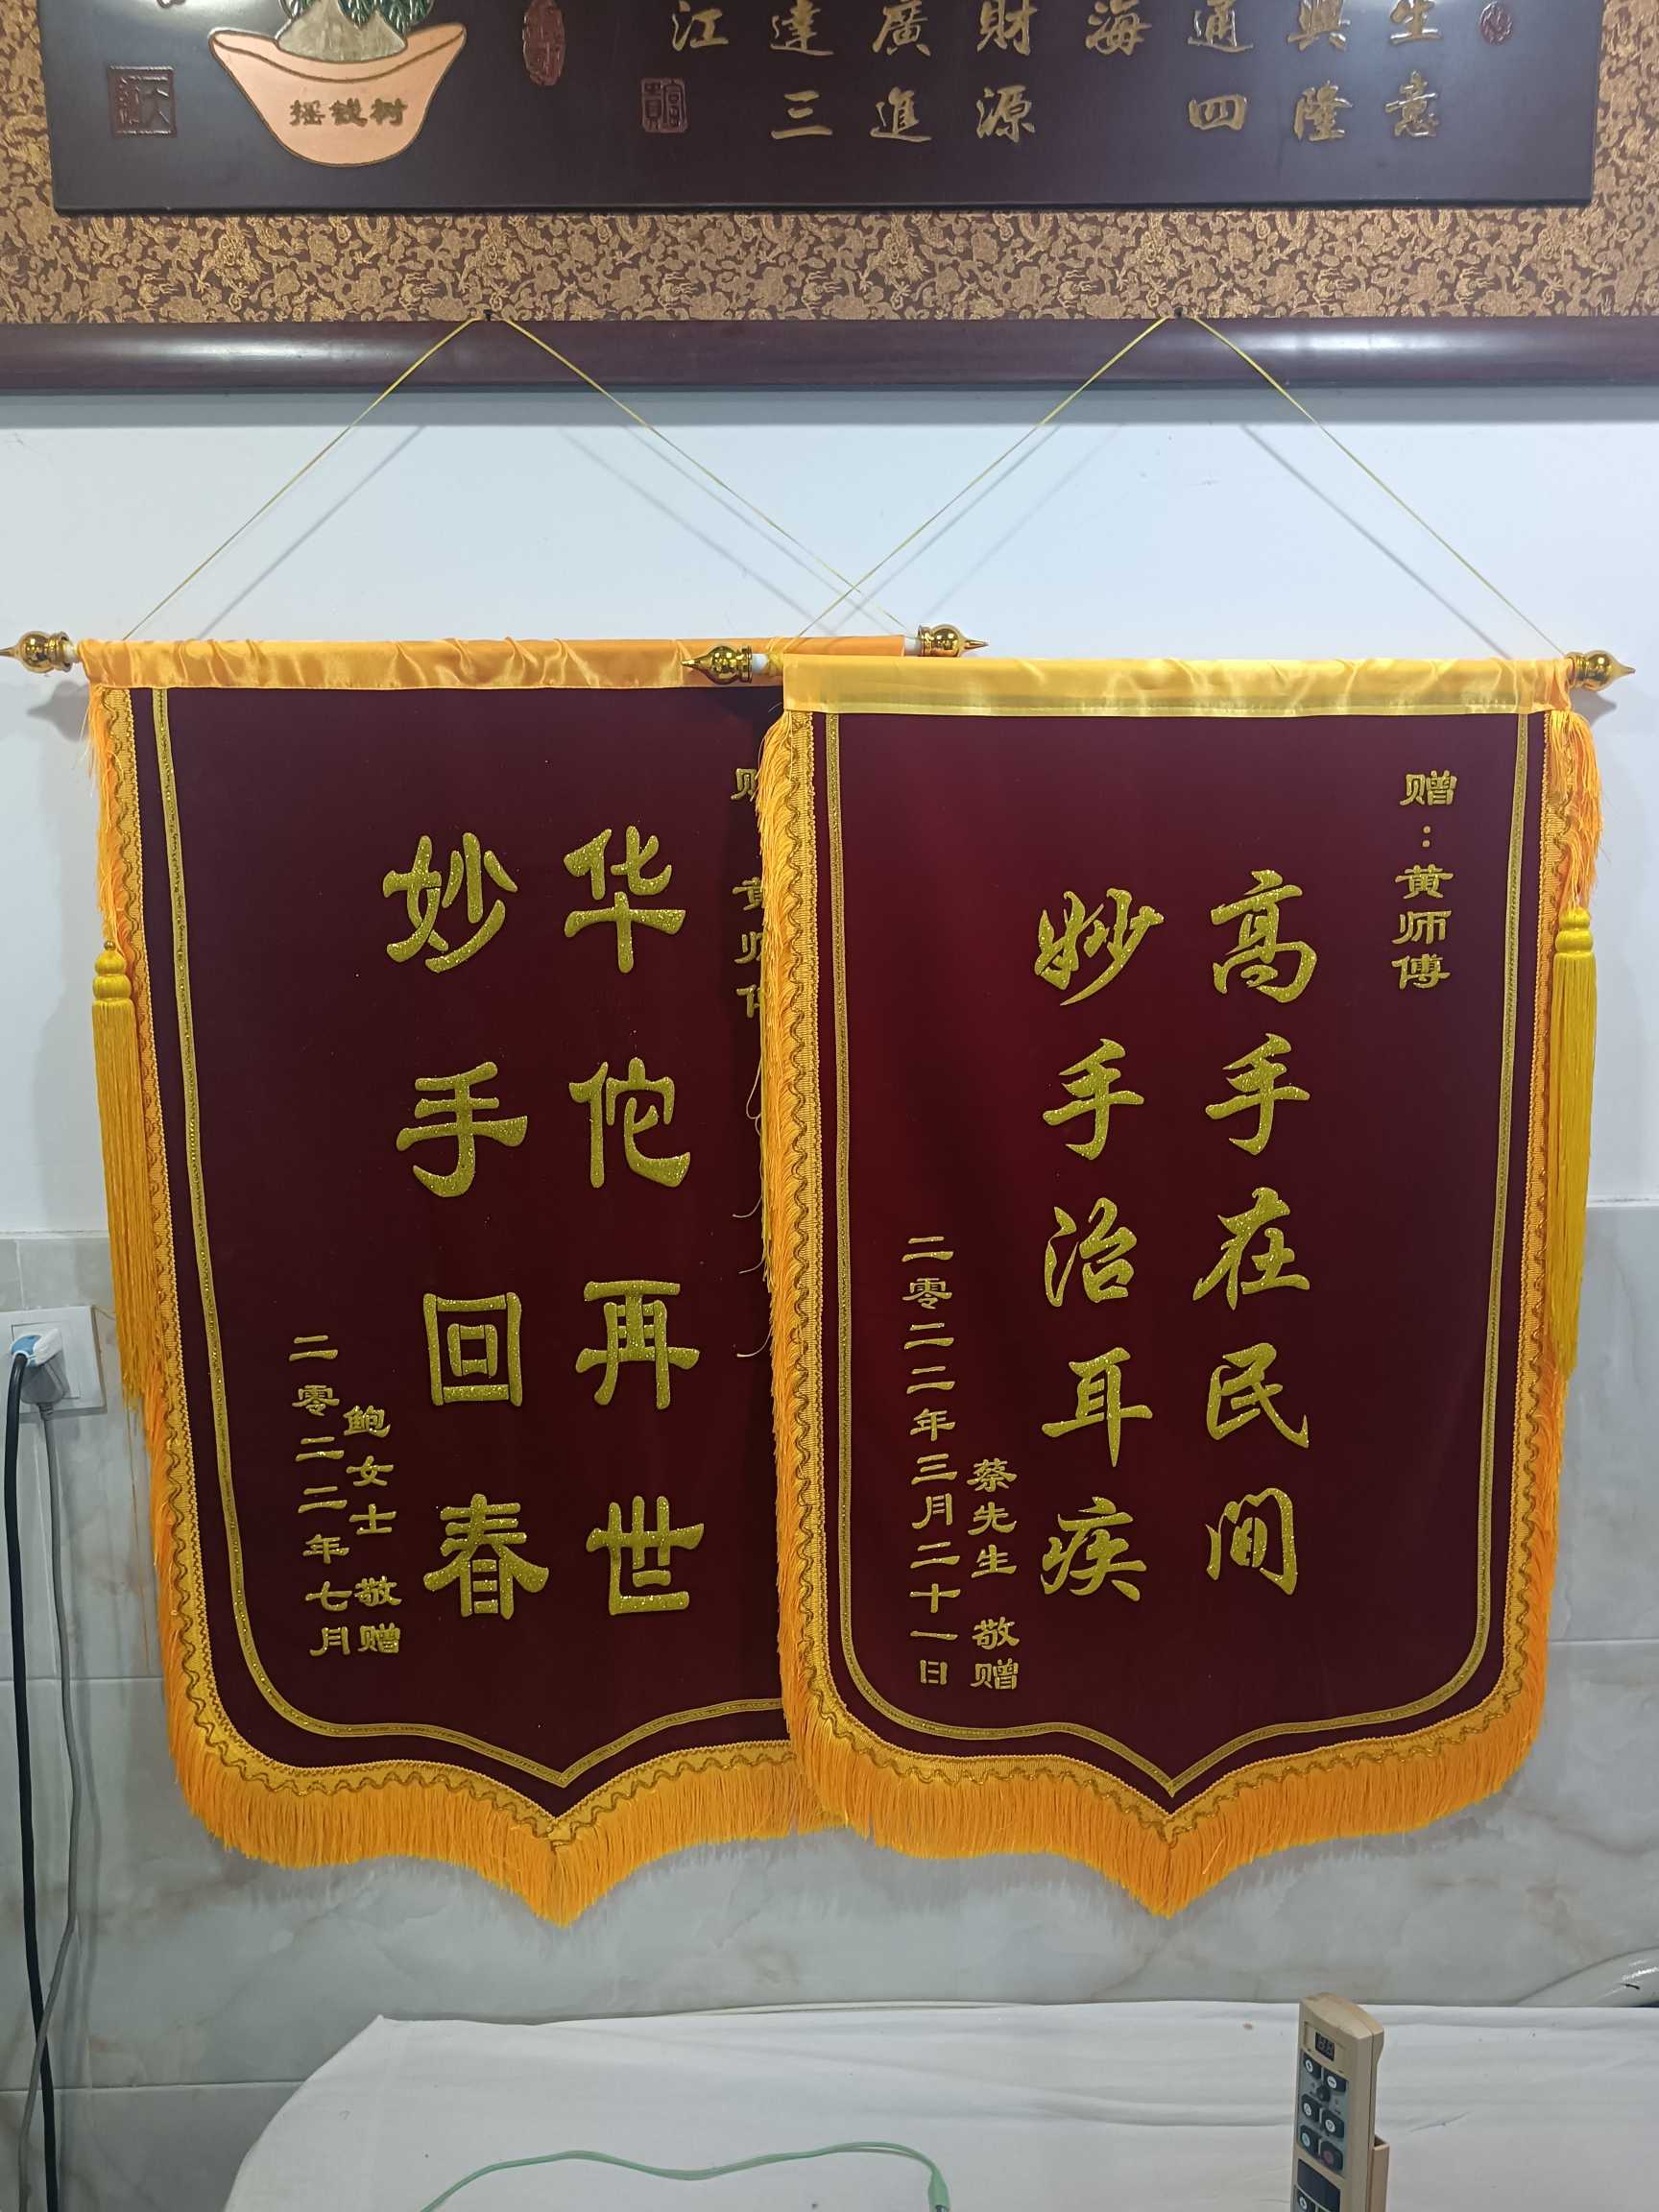 生意
興隆
通四
海
財源
廣進
達三
江
摇钱树
赠：黄师傅
高手在民间
妙手治耳疾
蔡先生 敬赠
二零二二年三月二十一日
华佗再世
妙手回春
鲍女士 敬赠
二零二二年七月